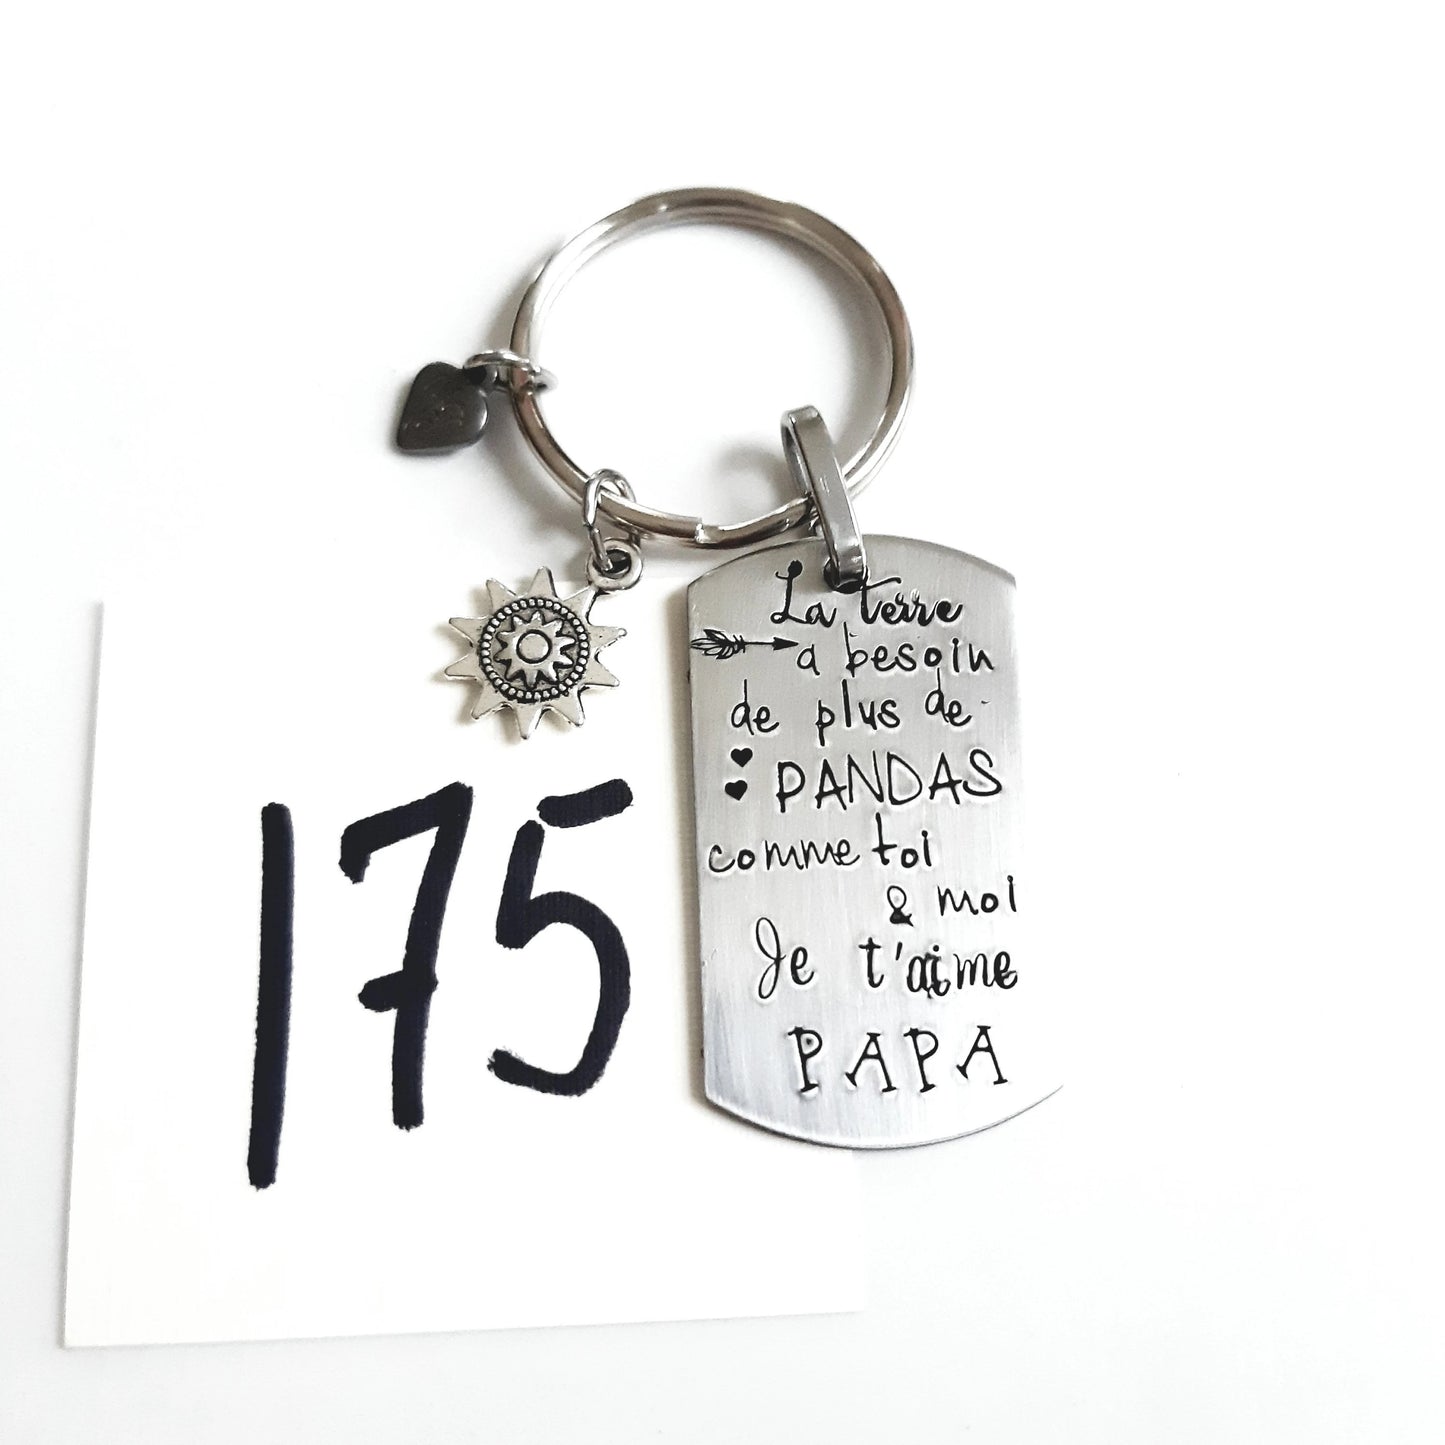 La terre
a besoin
de plus de
PANDAS
comme toi
& moi
Je t'aime
PAPA
175